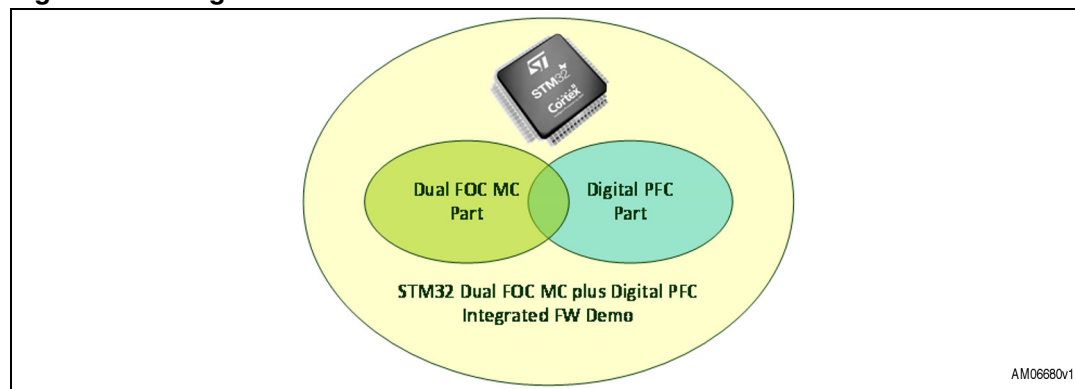 STM32
Cortex
Dual FOC MC
Part
Digital PFC
Part
STM32 Dual FOC MC plus Digital PFC
Integrated FW Demo
AM06680v1